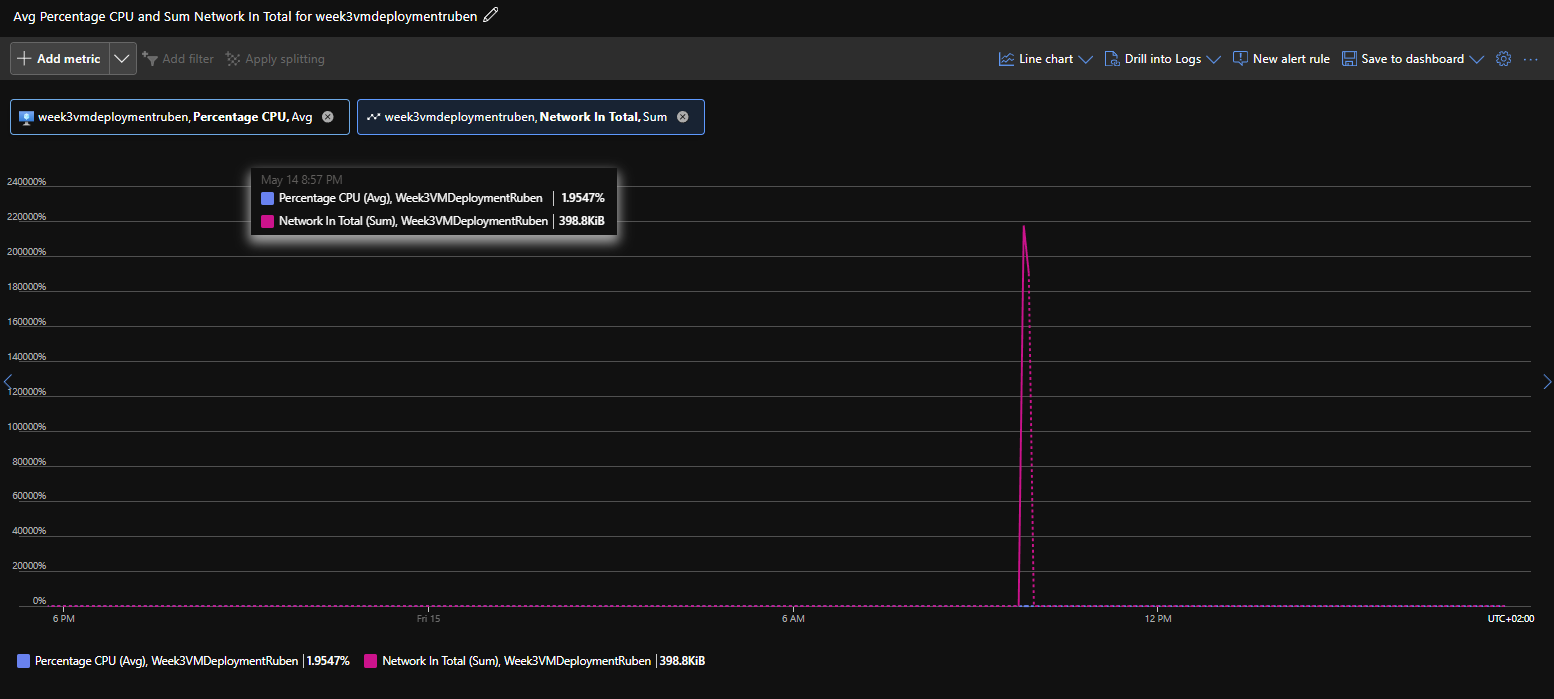 Avg Percentage CPU and Sum Network In Total for week3vmdeploymentruben
Add metric Add filter Apply splitting Line chart Drill into Logs New alert rule Save to dashboard ...
week3vmdeploymentruben, Percentage CPU, Avg week3vmdeploymentruben, Network In Total, Sum
May 14 8:57 PM
Percentage CPU (Avg), Week3VMDeploymentRuben | 1.9547%
Network In Total (Sum), Week3VMDeploymentRuben | 398.8KiB
240000%
220000%
200000%
180000%
160000%
140000%
120000%
100000%
80000%
60000%
40000%
20000%
0%
6 PM Fri 15 6 AM 12 PM UTC+02:00
Percentage CPU (Avg), Week3VMDeploymentRuben | 1.9547% Network In Total (Sum), Week3VMDeploymentRuben | 398.8KiB